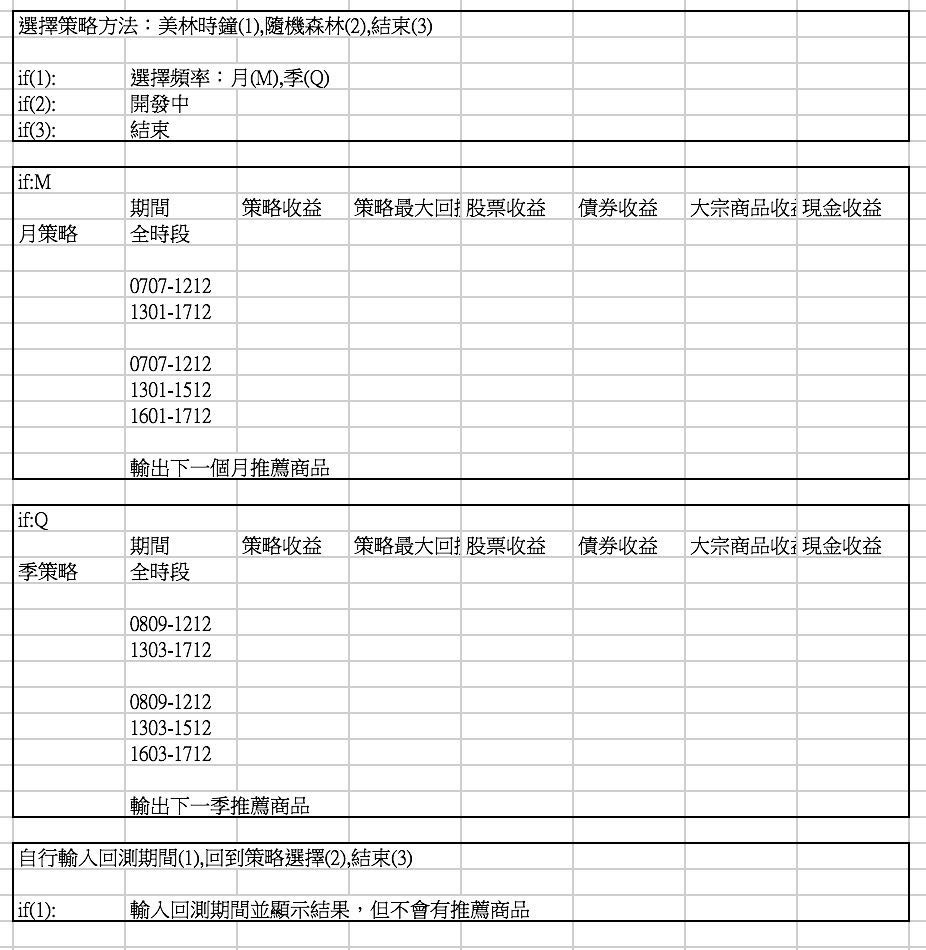 選擇策略方法：美林時鐘(1),隨機森林(2),結束(3)
if(1): 選擇頻率：月(M),季(Q)
if(2): 開發中
if(3): 結束
if:M
期間 策略收益 策略最大回 股票收益 債券收益 大宗商品收 現金收益
月策略 全時段
0707-1212
1301-1712
0707-1212
1301-1512
1601-1712
輸出下一個月推薦商品
if:Q
期間 策略收益 策略最大回 股票收益 債券收益 大宗商品收 現金收益
季策略 全時段
0809-1212
1303-1712
0809-1212
1303-1512
1603-1712
輸出下一季推薦商品
自行輸入回測期間(1),回到策略選擇(2),結束(3)
if(1): 輸入回測期間並顯示結果，但不會有推薦商品